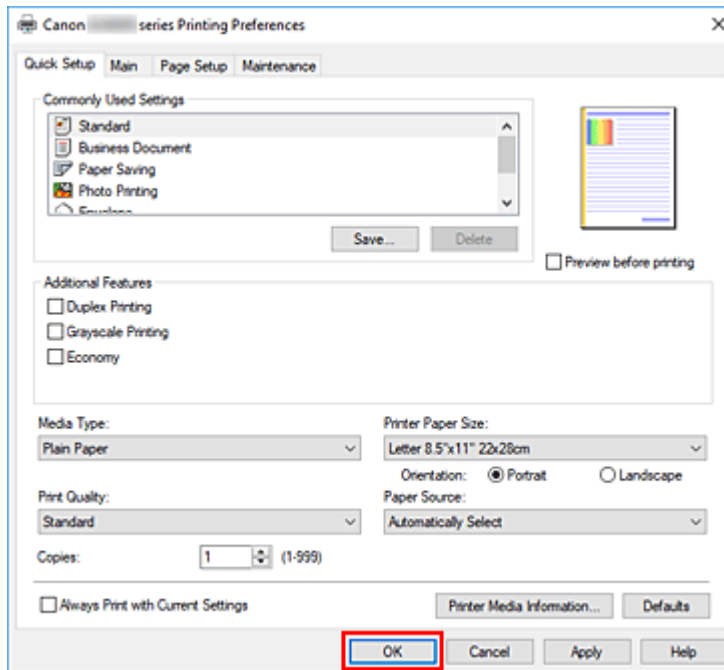 Canon series Printing Preferences
Quick Setup Main Page Setup Maintenance
Commonly Used Settings
Standard
Business Document
Paper Saving
Photo Printing
Envelope
Save... Delete
Preview before printing
Additional Features
Duplex Printing
Grayscale Printing
Economy
Media Type: Printer Paper Size:
Plain Paper Letter 8.5"x11" 22x28cm
Orientation: Portrait Landscape
Print Quality: Paper Source:
Standard Automatically Select
Copies: 1 (1-999)
Always Print with Current Settings Printer Media Information... Defaults
OK Cancel Apply Help